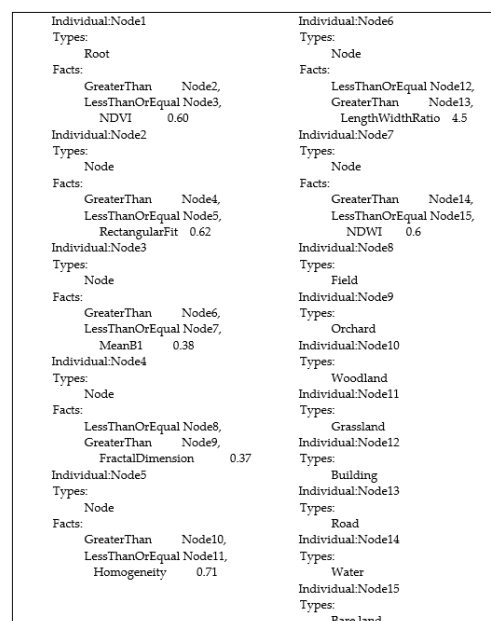 Individual:Node1
Types:
Root
Facts:
GreaterThan Node2,
LessThanOrEqual Node3,
NDVI 0.60
Individual:Node2
Types:
Node
Facts:
GreaterThan Node4,
LessThanOrEqual Node5,
RectangularFit 0.62
Individual:Node3
Types:
Node
Facts:
GreaterThan Node6,
LessThanOrEqual Node7,
MeanB1 0.38
Individual:Node4
Types:
Node
Facts:
LessThanOrEqual Node8,
GreaterThan Node9,
FractalDimension 0.37
Individual:Node5
Types:
Node
Facts:
GreaterThan Node10,
LessThanOrEqual Node11,
Homogeneity 0.71
Individual:Node6
Types:
Node
Facts:
LessThanOrEqual Node12,
GreaterThan Node13,
LengthWidthRatio 4.5
Individual:Node7
Types:
Node
Facts:
GreaterThan Node14,
LessThanOrEqual Node15,
NDWI 0.6
Individual:Node8
Types:
Field
Individual:Node9
Types:
Orchard
Individual:Node10
Types:
Woodland
Individual:Node11
Types:
Grassland
Individual:Node12
Types:
Building
Individual:Node13
Types:
Road
Individual:Node14
Types:
Water
Individual:Node15
Types:
Bare land